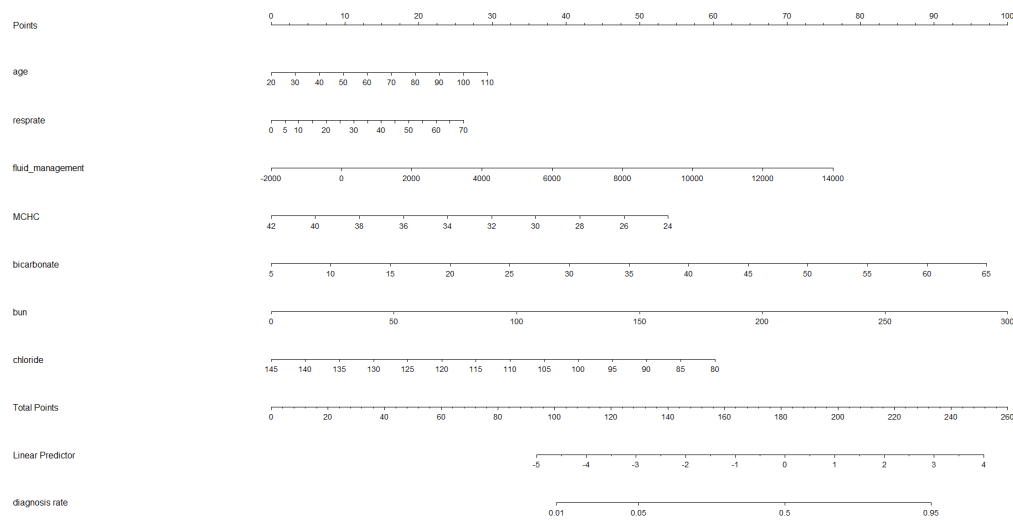 Points 0 10 20 30 40 50 60 70 80 90 100
age 20 30 40 50 60 70 80 90 100 110
resprate 0 5 10 20 30 40 50 60 70
fluid_management -2000 0 2000 4000 6000 8000 10000 12000 14000
MCHC 42 40 38 36 34 32 30 28 26 24
bicarbonate 5 10 15 20 25 30 35 40 45 50 55 60 65
bun 0 50 100 150 200 250 300
chloride 145 140 135 130 125 120 115 110 105 100 95 90 85 80
Total Points 0 20 40 60 80 100 120 140 160 180 200 220 240 260
Linear Predictor -5 -4 -3 -2 -1 0 1 2 3 4
diagnosis rate 0.01 0.05 0.5 0.95